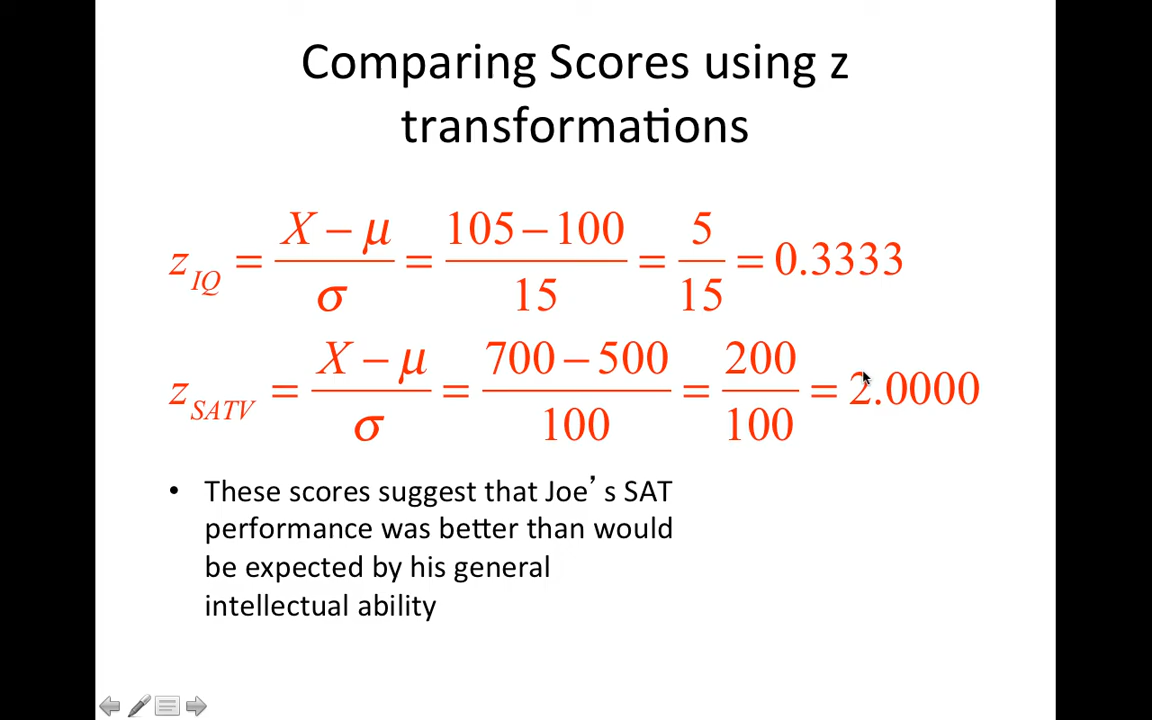 Comparing Scores using z
transformations
z_IQ = (X − μ)/σ = (105 − 100)/15 = 5/15 = 0.3333
z_SATV = (X − μ)/σ = (700 − 500)/100 = 200/100 = 2.0000
• These scores suggest that Joe’s SAT
performance was better than would
be expected by his general
intellectual ability